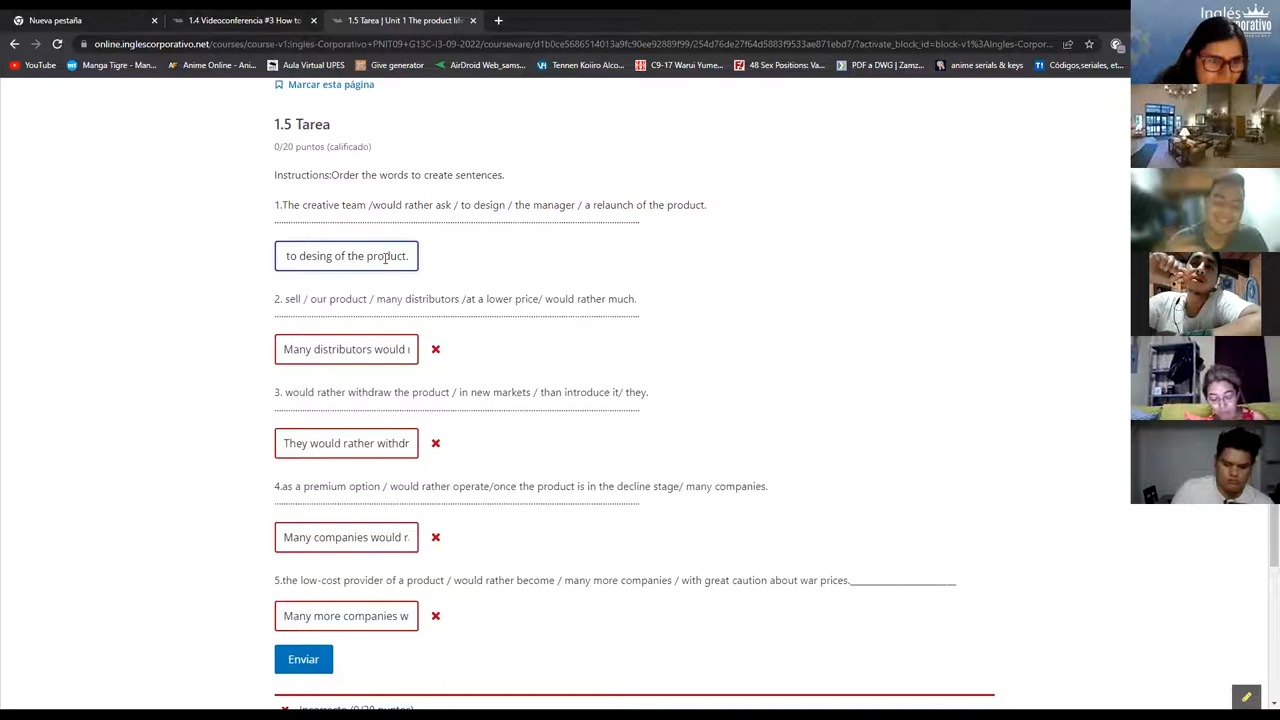 Nueva pestaña
1.4 Videoconferencia #3 How to
1.5 Tarea | Unit 1 The product life
online.inglescorporativo.net/courses/course-v1:Ingles-Corporativo+PNIT09+G13C-I3-09-2022/courseware/d1b0ce5686514013a9fc90ee92889f99/254d76de27f64d5883f9533ae871ebd7/?activate_block_id=block-v1%3AIngles-Corpor...
YouTube
Manga Tigre - Man...
Anime Online - Ani...
Aula Virtual UPES
Give generator
AirDroid Web_sams...
Tennen Koiiro Alco...
C9-17 Warui Yume...
48 Sex Positions: Va...
PDF a DWG | Zamz...
anime serials & keys
Códigos,seriales, et...
Inglés
Corporativo
Marcar esta página
1.5 Tarea
0/20 puntos (calificado)
Instructions:Order the words to create sentences.
1.The creative team /would rather ask / to design / the manager / a relaunch of the product.
to desing of the product.
2. sell / our product / many distributors /at a lower price/ would rather much.
Many distributors would
3. would rather withdraw the product / in new markets / than introduce it/ they.
They would rather withdr
4.as a premium option / would rather operate/once the product is in the decline stage/ many companies.
Many companies would r
5.the low-cost provider of a product / would rather become / many more companies / with great caution about war prices.
Many more companies w
Enviar
Incorrecto (0/20 puntos)